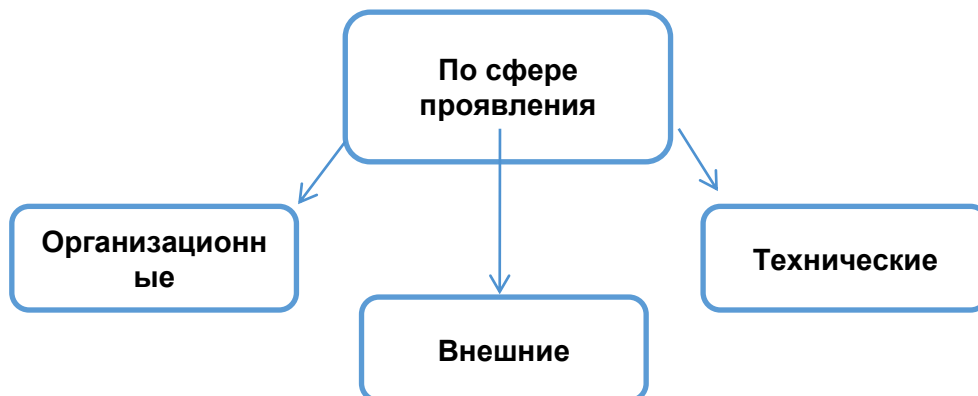 По сфере
проявления
Организационн
ые
Технические
Внешние